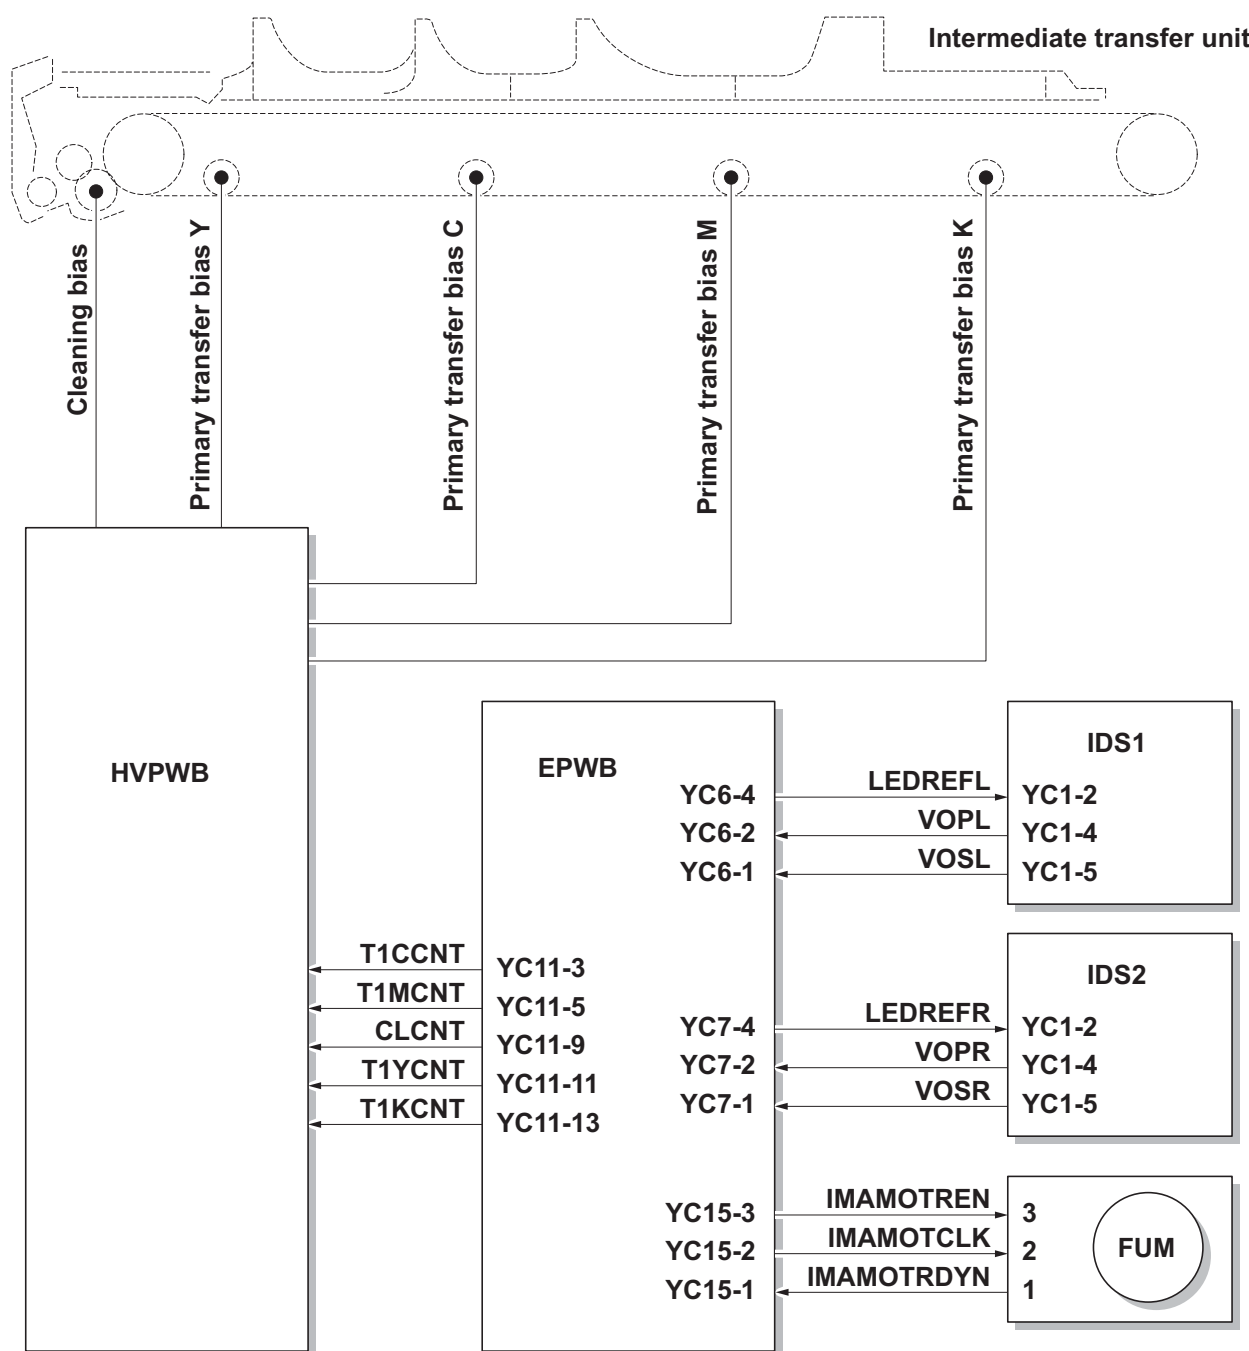 Intermediate transfer unit
Cleaning bias
Primary transfer bias Y
Primary transfer bias C
Primary transfer bias M
Primary transfer bias K
HVPWB
EPWB
IDS1
YC6-4
LEDREFL
YC1-2
YC6-2
VOPL
YC1-4
YC6-1
VOSL
YC1-5
T1CCNT
YC11-3
T1MCNT
YC11-5
CLCNT
YC11-9
T1YCNT
YC11-11
T1KCNT
YC11-13
IDS2
YC7-4
LEDREFR
YC1-2
YC7-2
VOPR
YC1-4
YC7-1
VOSR
YC1-5
YC15-3
IMAMOTREN
3
YC15-2
IMAMOTCLK
2
YC15-1
IMAMOTRDYN
1
FUM